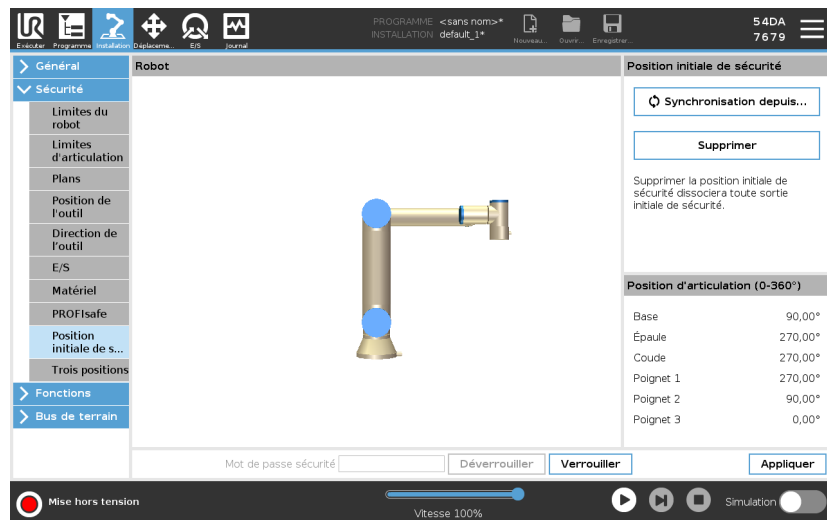 UR
Exécuter
Programme
Installation
Déplaceme...
E/S
Journal
PROGRAMME <sans nom>*
INSTALLATION default_1*
Nouveau...
Ouvrir...
Enregistrer...
54DA
7679
Général
Sécurité
Limites du
robot
Limites
d'articulation
Plans
Position de
l'outil
Direction de
l'outil
E/S
Matériel
PROFIsafe
Position
initiale de s...
Trois positions
Fonctions
Bus de terrain
Robot
Position initiale de sécurité
Synchronisation depuis...
Supprimer
Supprimer la position initiale de
sécurité dissociera toute sortie
initiale de sécurité.
Position d'articulation (0-360°)
Base 90,00°
Épaule 270,00°
Coude 270,00°
Poignet 1 270,00°
Poignet 2 90,00°
Poignet 3 0,00°
Mot de passe sécurité
Déverrouiller
Verrouiller
Appliquer
Mise hors tension
Vitesse 100%
Simulation